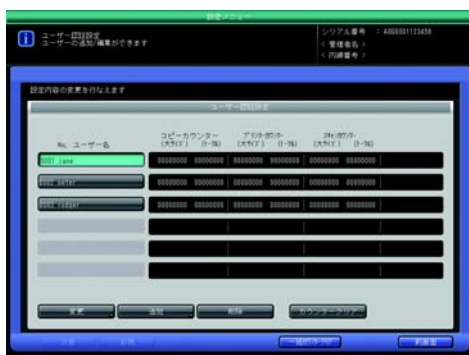 設定メニュー
ユーザー認証設定
ユーザーの追加/編集ができます
シリアル番号 : A0G6001123456
< 管理者名 >
< 内線番号 >
設定内容の変更を行なえます
ユーザー認証設定
コピーカウンター プリンターカウンター スキャンカウンター
No. ユーザー名 (大サイズ) (トータル) (大サイズ) (トータル) (大サイズ) (トータル)
0001 jane 00000000 00000000 00000000 00000000 00000000 00000000
0002 peter 00000000 00000000 00000000 00000000 00000000 00000000
00000000 00000000 00000000 00000000 00000000 00000000
変更 追加 削除 カウンタークリア
前画面